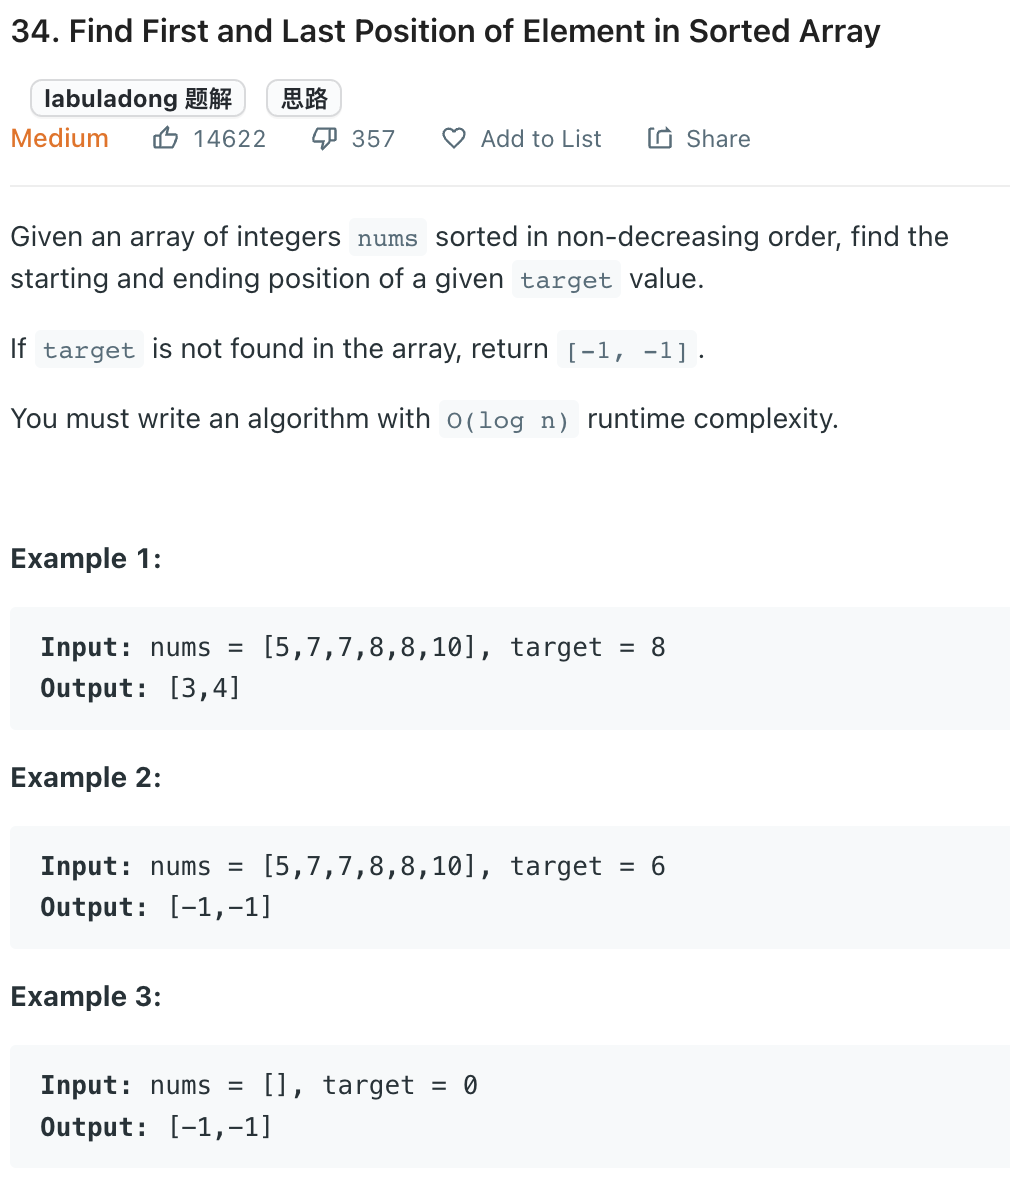 34. Find First and Last Position of Element in Sorted Array
labuladong 题解 思路
Medium 14622 357 Add to List Share
Given an array of integers nums sorted in non-decreasing order, find the
starting and ending position of a given target value.
If target is not found in the array, return [-1, -1].
You must write an algorithm with O(log n) runtime complexity.
Example 1:
Input: nums = [5,7,7,8,8,10], target = 8
Output: [3,4]
Example 2:
Input: nums = [5,7,7,8,8,10], target = 6
Output: [-1,-1]
Example 3:
Input: nums = [], target = 0
Output: [-1,-1]